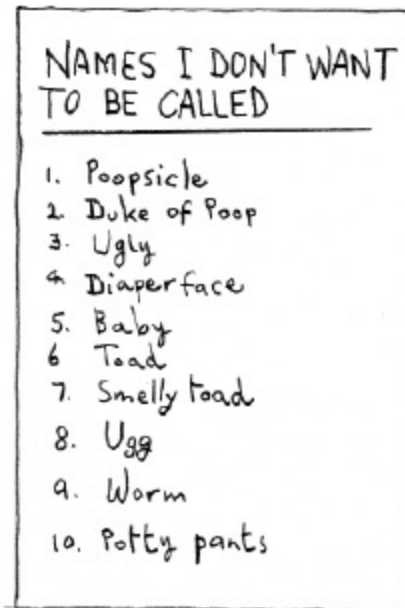 NAMES I DON'T WANT
TO BE CALLED
1. Poopsicle
2. Duke of Poop
3. Ugly
4. Diaperface
5. Baby
6 Toad
7. Smelly toad
8. Ugg
9. Worm
10. Potty pants